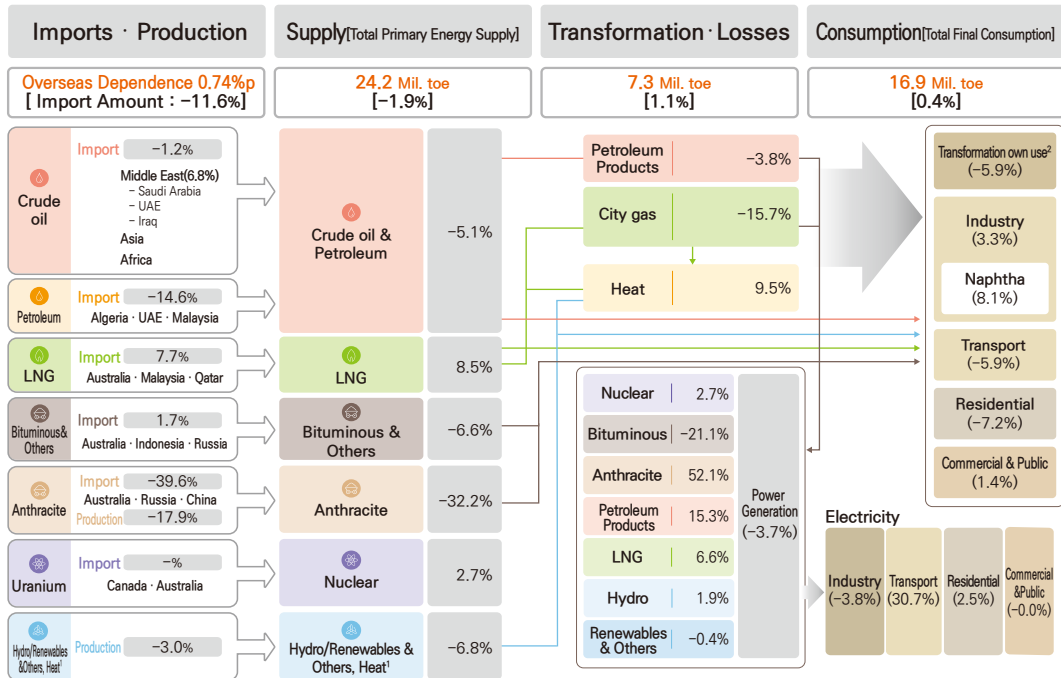 Imports · Production
Supply[Total Primary Energy Supply]
Transformation · Losses
Consumption[Total Final Consumption]
Overseas Dependence 0.74%p
[ Import Amount : -11.6%]
24.2 Mil. toe
[-1.9%]
7.3 Mil. toe
[1.1%]
16.9 Mil. toe
[0.4%]
Crude
oil
Import -1.2%
Middle East(6.8%)
- Saudi Arabia
- UAE
- Iraq
Asia
Africa
Petroleum
Import -14.6%
Algeria · UAE · Malaysia
LNG
Import 7.7%
Australia · Malaysia · Qatar
Bituminous&
Others
Import 1.7%
Australia · Indonesia · Russia
Anthracite
Import -39.6%
Australia · Russia · China
Production -17.9%
Uranium
Import -%
Canada · Australia
Hydro/Renewables
&Others, Heat¹
Production -3.0%
Crude oil &
Petroleum
-5.1%
LNG
8.5%
Bituminous &
Others
-6.6%
Anthracite
-32.2%
Nuclear
2.7%
Hydro/Renewables &
Others, Heat¹
-6.8%
Petroleum
Products
-3.8%
City gas
-15.7%
Heat
9.5%
Nuclear 2.7%
Bituminous -21.1%
Anthracite 52.1%
Petroleum
Products
15.3%
LNG 6.6%
Hydro 1.9%
Renewables
& Others
-0.4%
Power
Generation
(-3.7%)
Transformation own use²
(-5.9%)
Industry
(3.3%)
Naphtha
(8.1%)
Transport
(-5.9%)
Residential
(-7.2%)
Commercial & Public
(1.4%)
Electricity
Industry
(-3.8%)
Transport
(30.7%)
Residential
(2.5%)
Commercial
&Public
(-0.0%)